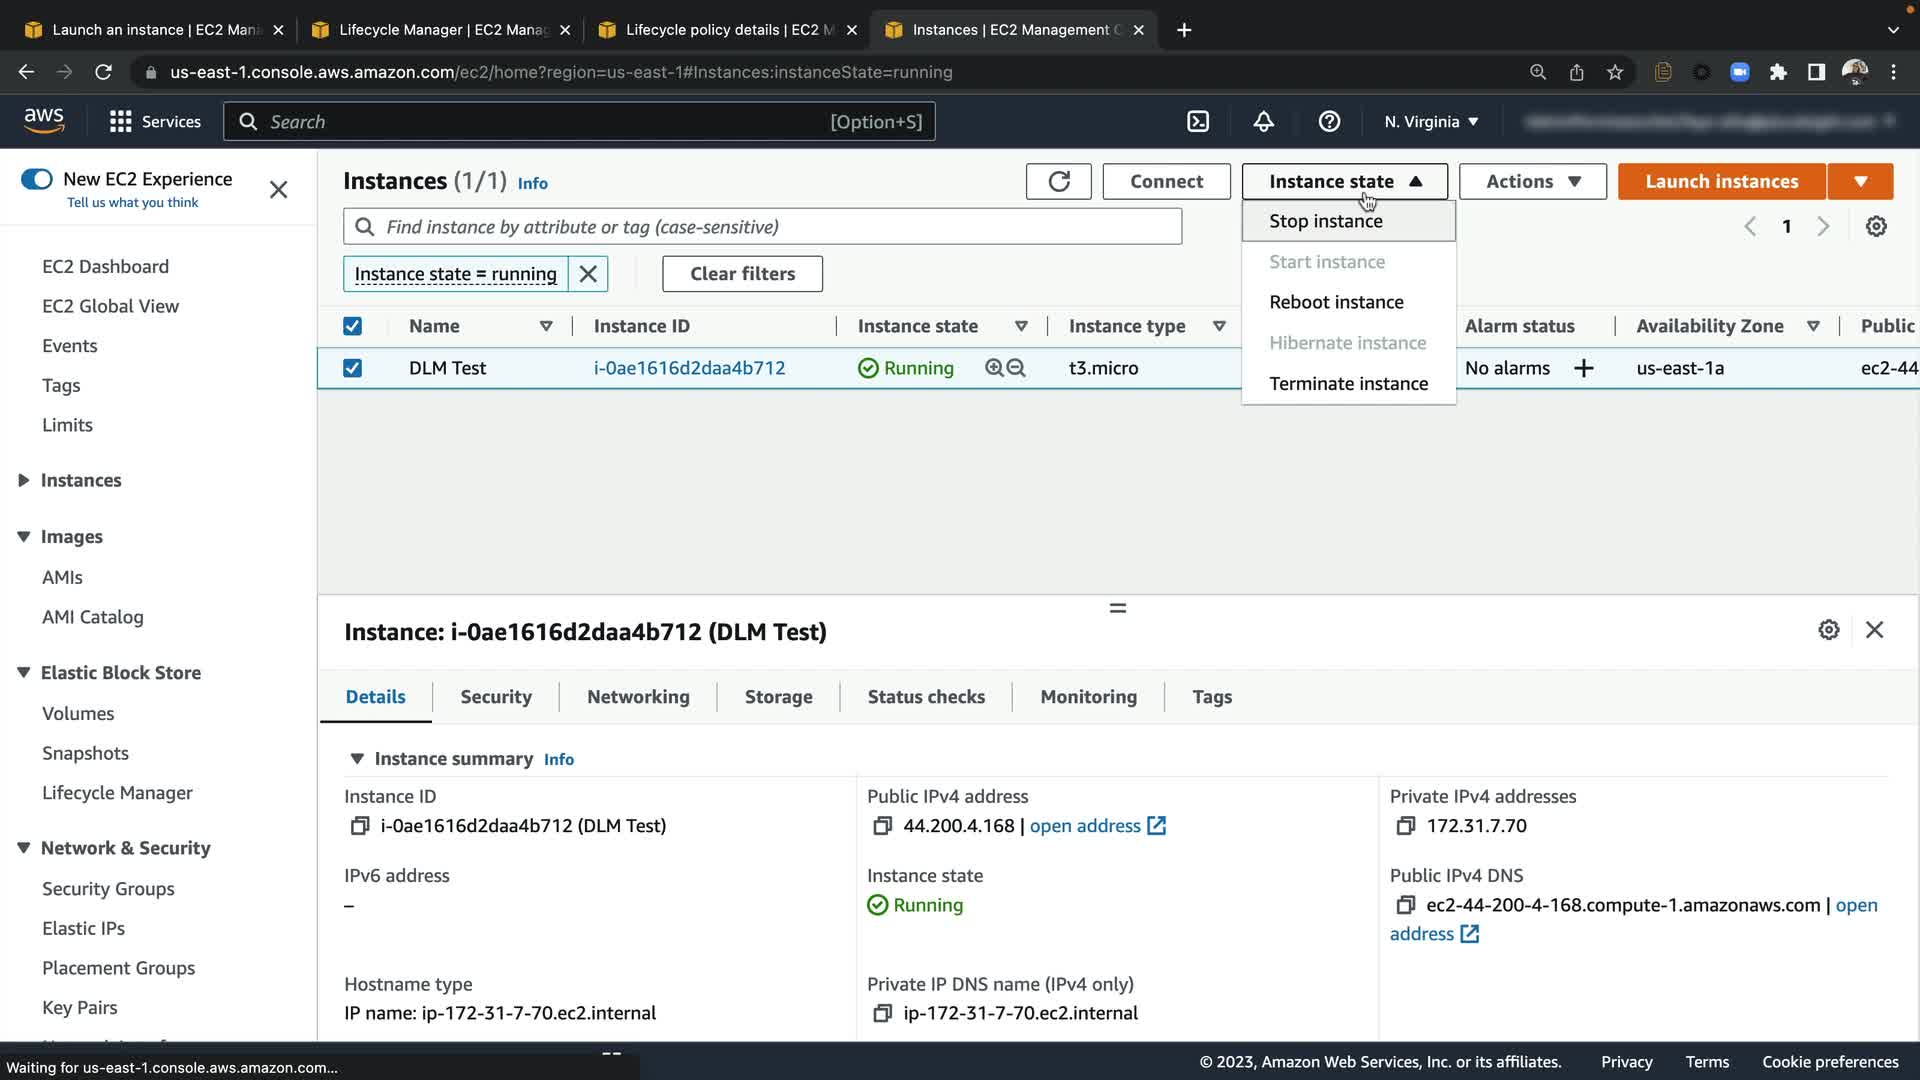 Launch an instance | EC2 Mana
Lifecycle Manager | EC2 Manag
Lifecycle policy details | EC2 M
Instances | EC2 Management C
us-east-1.console.aws.amazon.com/ec2/home?region=us-east-1#Instances:instanceState=running
aws
Services
Search
[Option+S]
N. Virginia
New EC2 Experience
Tell us what you think
EC2 Dashboard
EC2 Global View
Events
Tags
Limits
Instances
Images
AMIs
AMI Catalog
Elastic Block Store
Volumes
Snapshots
Lifecycle Manager
Network & Security
Security Groups
Elastic IPs
Placement Groups
Key Pairs
Instances (1/1) Info
Connect
Instance state
Actions
Launch instances
Find instance by attribute or tag (case-sensitive)
1
Instance state = running
Clear filters
Stop instance
Start instance
Reboot instance
Hibernate instance
Terminate instance
Name
Instance ID
Instance state
Instance type
Alarm status
Availability Zone
Public
DLM Test
i-0ae1616d2daa4b712
Running
t3.micro
No alarms
us-east-1a
ec2-44
Instance: i-0ae1616d2daa4b712 (DLM Test)
Details
Security
Networking
Storage
Status checks
Monitoring
Tags
Instance summary Info
Instance ID
i-0ae1616d2daa4b712 (DLM Test)
Public IPv4 address
44.200.4.168 | open address
Private IPv4 addresses
172.31.7.70
IPv6 address
–
Instance state
Running
Public IPv4 DNS
ec2-44-200-4-168.compute-1.amazonaws.com | open
address
Hostname type
IP name: ip-172-31-7-70.ec2.internal
Private IP DNS name (IPv4 only)
ip-172-31-7-70.ec2.internal
Waiting for us-east-1.console.aws.amazon.com...
© 2023, Amazon Web Services, Inc. or its affiliates.
Privacy
Terms
Cookie preferences